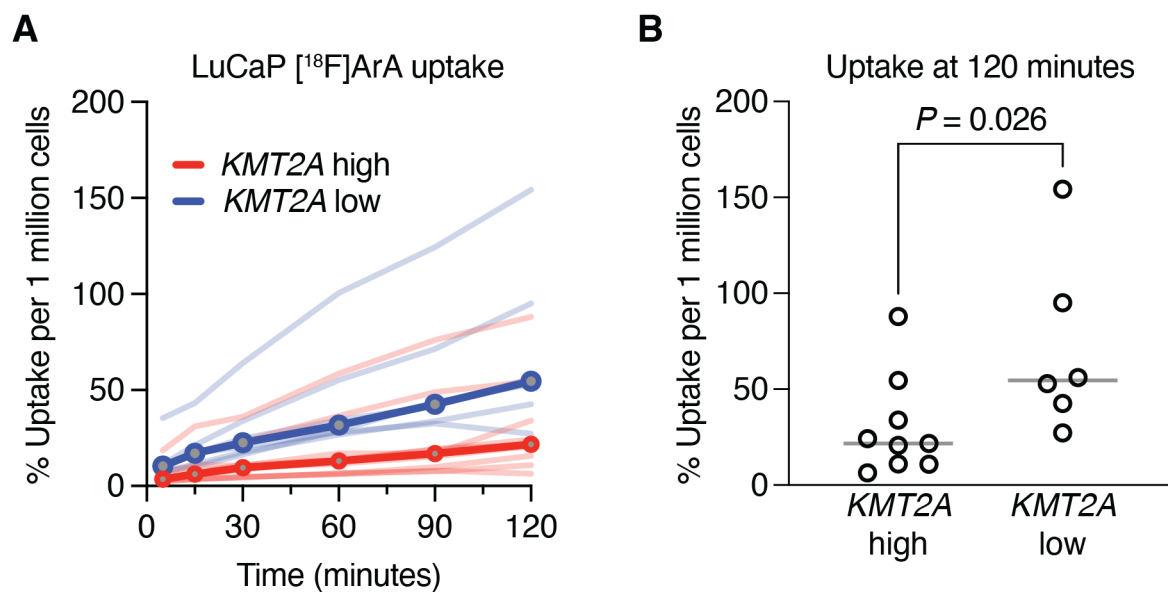 A
LuCaP [¹⁸F]ArA uptake
% Uptake per 1 million cells
200
150
100
50
0
KMT2A high
KMT2A low
0 30 60 90 120
Time (minutes)
B
Uptake at 120 minutes
% Uptake per 1 million cells
200
150
100
50
0
P = 0.026
KMT2A high
KMT2A low